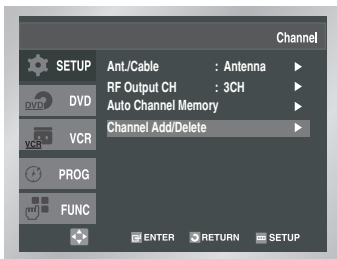 Channel
SETUP
Ant./Cable : Antenna
RF Output CH : 3CH
Auto Channel Memory
DVD DVD
Channel Add/Delete
VCR VCR
PROG
FUNC
ENTER RETURN SETUP